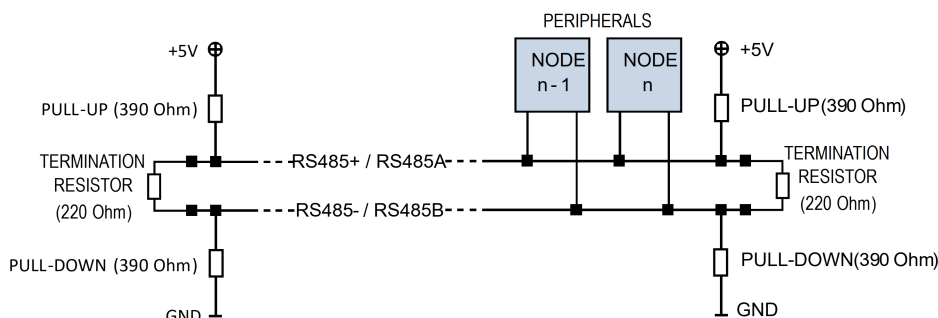 PERIPHERALS
+5V
NODE
n - 1
NODE
n
+5V
PULL-UP (390 Ohm)
PULL-UP(390 Ohm)
TERMINATION
RESISTOR
(220 Ohm)
RS485+ / RS485A
TERMINATION
RESISTOR
(220 Ohm)
RS485- / RS485B
PULL-DOWN (390 Ohm)
PULL-DOWN(390 Ohm)
GND
GND